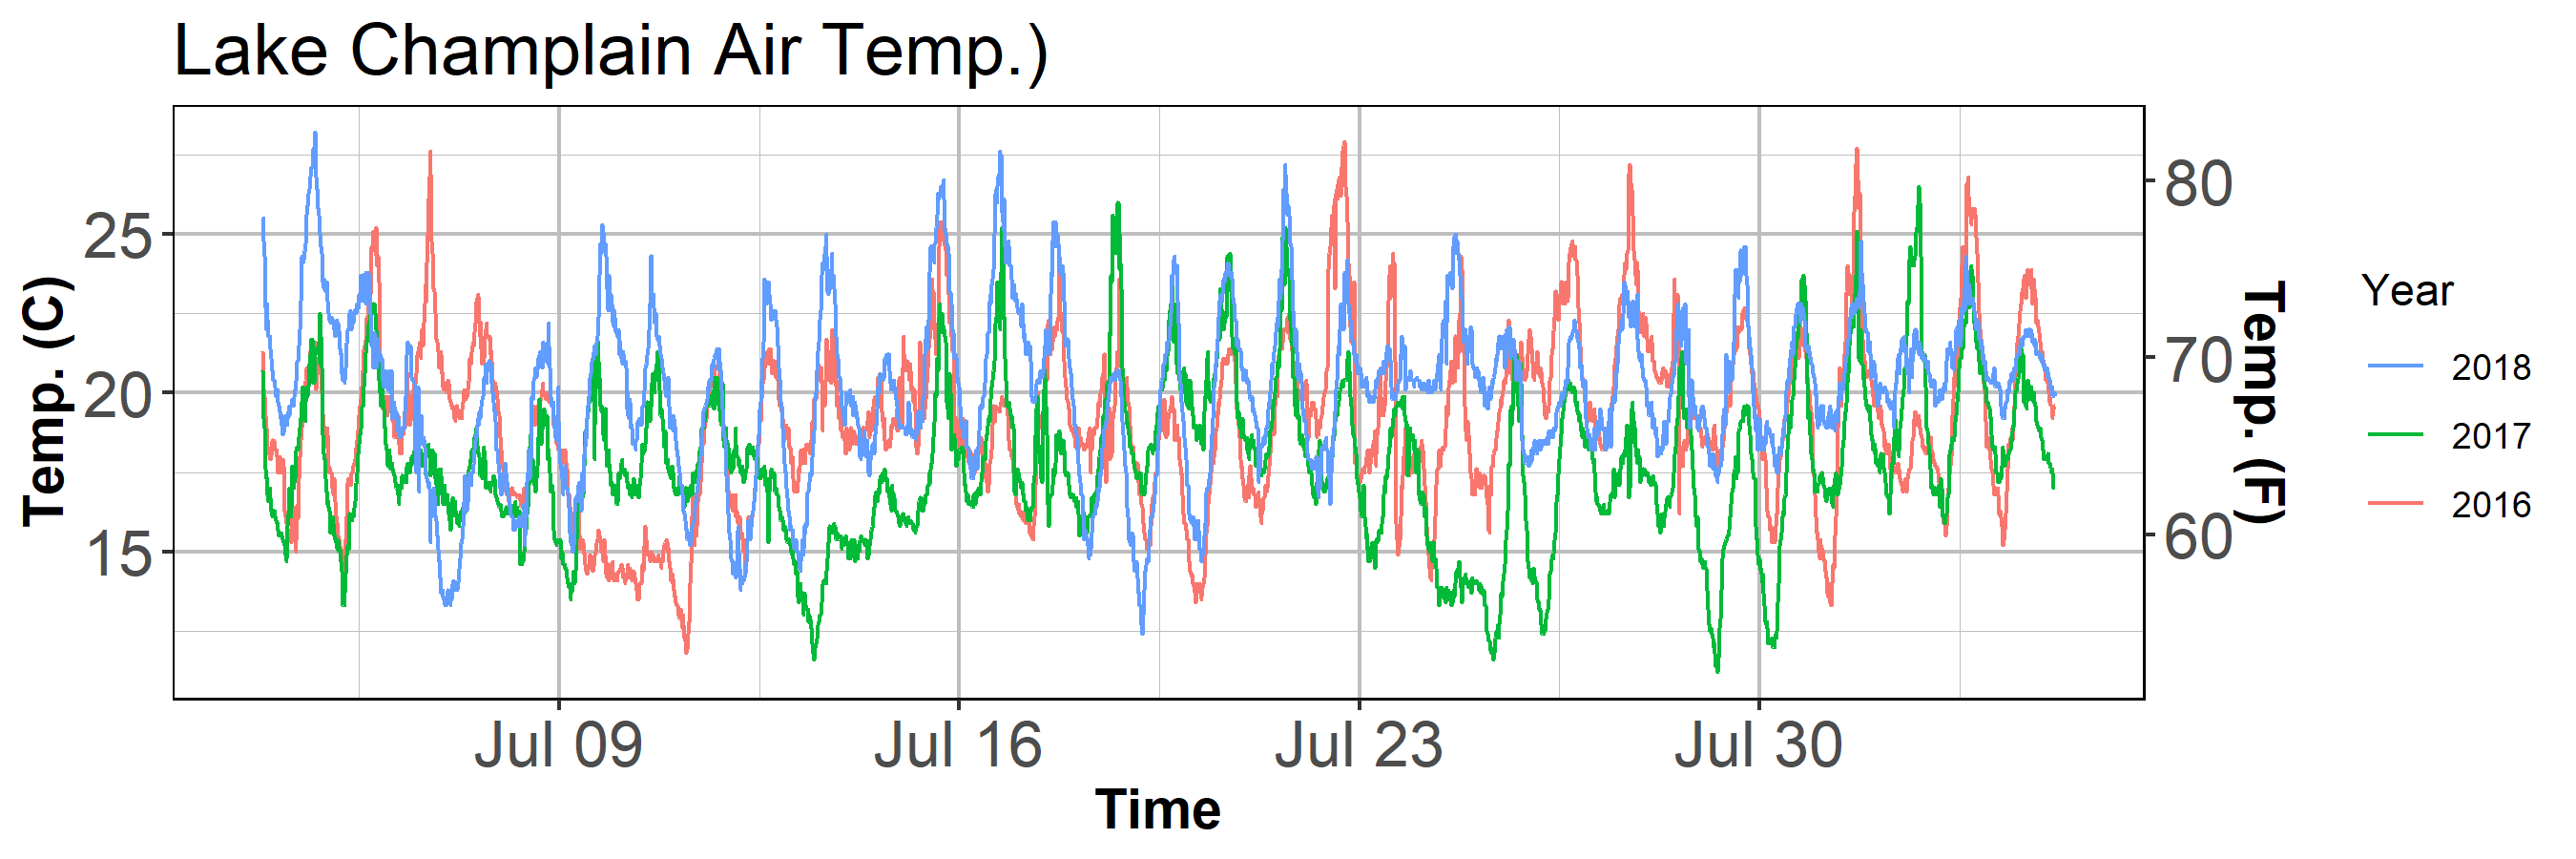 Lake Champlain Air Temp.)
Temp. (C)
25
20
15
80
70
60
Temp. (F)
Jul 09 Jul 16 Jul 23 Jul 30
Time
Year
2018
2017
2016